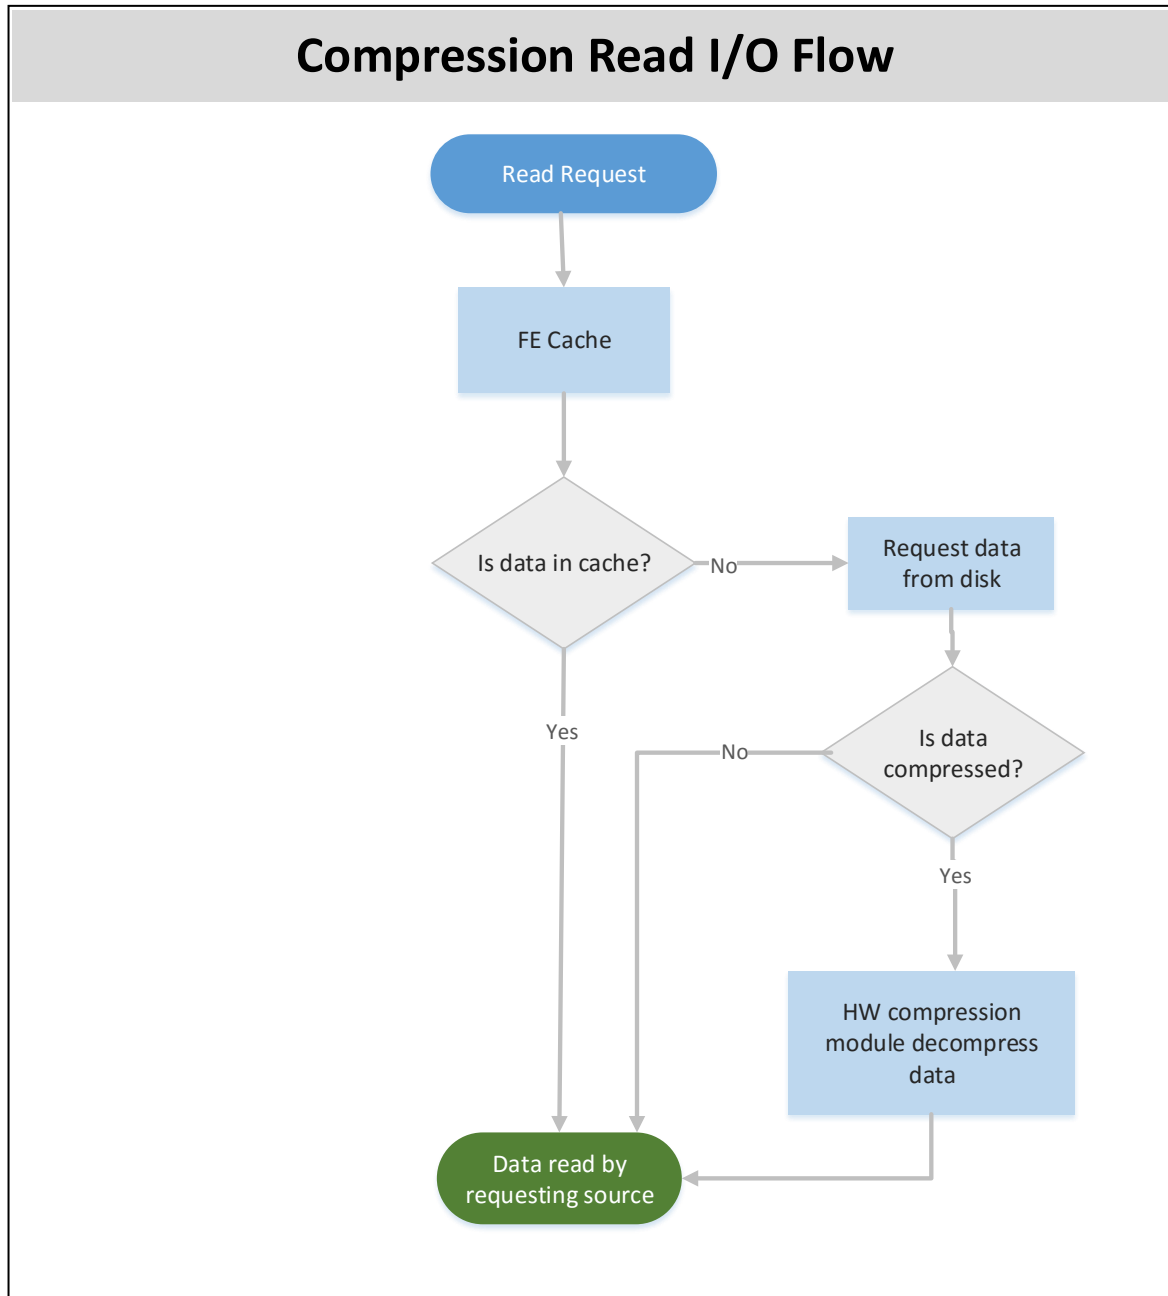 Compression Read I/O Flow
Read Request
FE Cache
Is data in cache?
No
Request data
from disk
Yes
No
Is data
compressed?
Yes
HW compression
module decompress
data
Data read by
requesting source